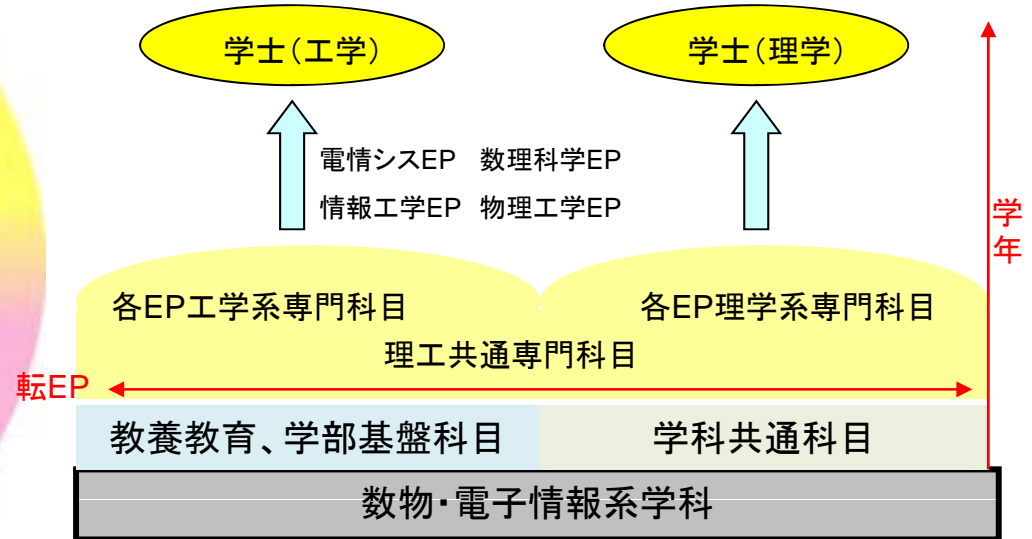 学士（工学）
学士（理学）
電情シスEP 数理科学EP
情報工学EP 物理工学EP
学年
各EP工学系専門科目
各EP理学系専門科目
理工共通専門科目
転EP
教養教育、学部基盤科目
学科共通科目
数物・電子情報系学科